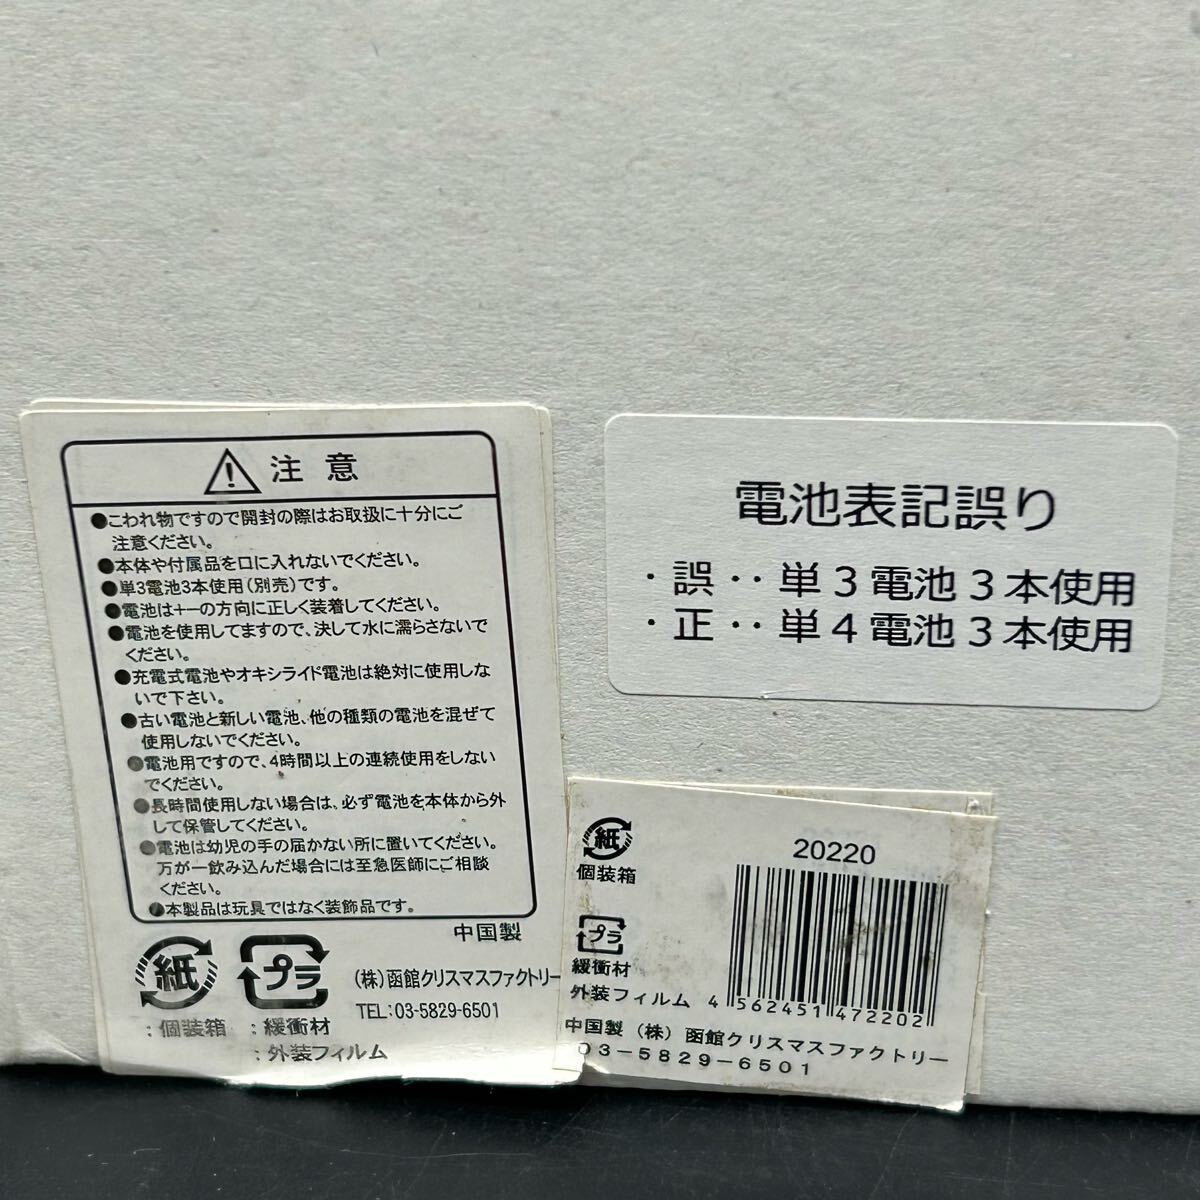 注意
●こわれ物ですので開封の際はお取扱に十分にご
注意ください。
●本体や付属品を口に入れないでください。
●単3電池3本使用(別売)です。
●電池は+−の方向に正しく装着してください。
●電池を使用してますので、決して水に濡らさないで
ください。
●充電式電池やオキシライド電池は絶対に使用しな
いで下さい。
●古い電池と新しい電池、他の種類の電池を混ぜて
使用しないでください。
●電池用ですので、4時間以上の連続使用をしない
でください。
●長時間使用しない場合は、必ず電池を本体から外
して保管してください。
●電池は幼児の手の届かない所に置いてください。
万が一飲み込んだ場合には至急医師にご相談
ください。
●本製品は玩具ではなく装飾品です。
中国製
紙
プラ
(株)函館クリスマスファクトリー
TEL:03-5829-6501
:個装箱
:緩衝材
:外装フィルム
電池表記誤り
・誤‥単3電池3本使用
・正‥単4電池3本使用
紙
個装箱
20220
プラ
緩衝材
外装フィルム
4 562451 472202
中国製 (株) 函館クリスマスファクトリー
03-5829-6501